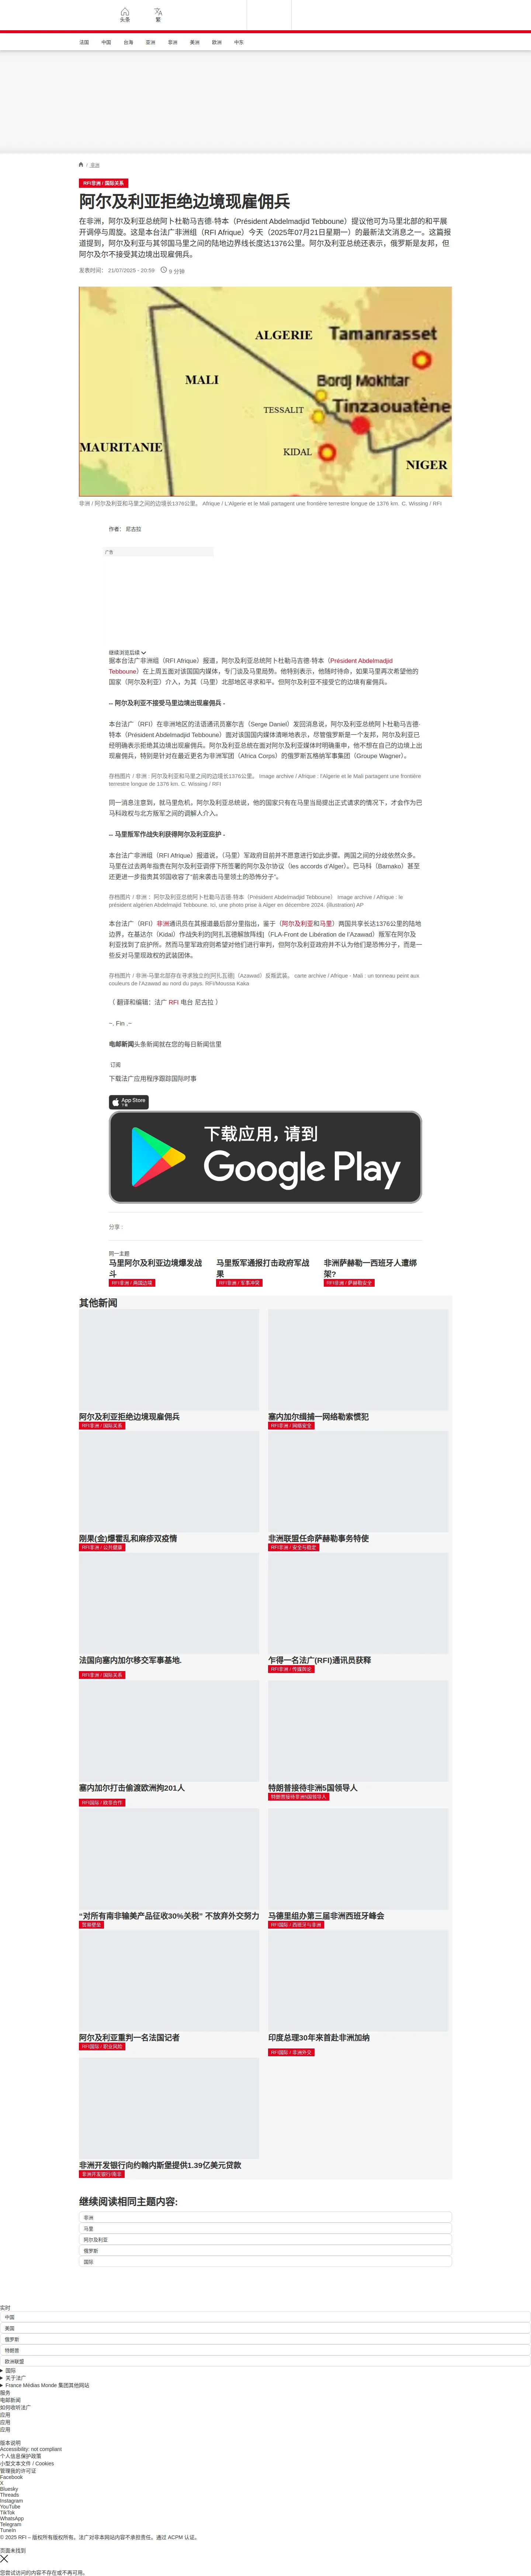 头条
繁
法国 中国 台海 亚洲 非洲 美洲 欧洲 中东
/ 非洲
RFI非洲 / 国际关系
阿尔及利亚拒绝边境现雇佣兵
在非洲，阿尔及利亚总统阿卜杜勒马吉德·特本（Président Abdelmadjid Tebboune）提议他可为马里北部的和平展
开调停与周旋。这是本台法广非洲组（RFI Afrique）今天（2025年07月21日星期一）的最新法文消息之一。这篇报
道提到，阿尔及利亚与其邻国马里之间的陆地边界线长度达1376公里。阿尔及利亚总统还表示，俄罗斯是友邦，但
阿尔及尔不接受其边境出现雇佣兵。
发表时间： 21/07/2025 - 20:59
9 分钟
ALGERIE
Tamanrasset
MALI
Bordj Mokhtar
TESSALIT
Tinzaouatène
MAURITANIE
KIDAL
NIGER
非洲 / 阿尔及利亚和马里之间的边境长1376公里。 Afrique / L'Algerie et le Mali partagent une frontière terrestre longue de 1376 km. C. Wissing / RFI
作者： 尼古拉
广告
继续浏览后续
据本台法广非洲组（RFI Afrique）报道，阿尔及利亚总统阿卜杜勒马吉德·特本（Président Abdelmadjid
Tebboune）在上周五面对该国国内媒体，专门谈及马里局势。他特别表示，他随时待命，如果马里再次希望他的
国家（阿尔及利亚）介入，为其（马里）北部地区寻求和平。但阿尔及利亚不接受它的边境有雇佣兵。
-- 阿尔及利亚不接受马里边境出现雇佣兵 -
本台法广（RFI）在非洲地区的法语通讯员塞尔吉（Serge Daniel）发回消息说，阿尔及利亚总统阿卜杜勒马吉德·
特本（Président Abdelmadjid Tebboune）面对该国国内媒体清晰地表示，尽管俄罗斯是一个友邦，阿尔及利亚已
经明确表示拒绝其边境出现雇佣兵。阿尔及利亚总统在面对阿尔及利亚媒体时明确重申，他不想在自己的边境上出
现雇佣兵，特别是针对在最近更名为非洲军团（Africa Corps）的俄罗斯瓦格纳军事集团（Groupe Wagner）。
存档图片 / 非洲 : 阿尔及利亚和马里之间的边境长1376公里。 Image archive / Afrique : l'Algerie et le Mali partagent une frontière
terrestre longue de 1376 km. C. Wissing / RFI
同一消息注意到，就马里危机，阿尔及利亚总统说，他的国家只有在马里当局提出正式请求的情况下，才会作为巴
马科政权与北方叛军之间的调解人介入。
-- 马里叛军作战失利获得阿尔及利亚庇护 -
本台法广非洲组（RFI Afrique）报道说，（马里）军政府目前并不愿意进行如此步骤。两国之间的分歧依然众多。
马里在过去两年指责在阿尔及利亚调停下所签署的阿尔及尔协议（les accords d'Alger）。巴马科（Bamako）甚至
还更进一步指责其邻国收容了“前来袭击马里领土的恐怖分子”。
存档图片 / 非洲 ：阿尔及利亚总统阿卜杜勒马吉德·特本（Président Abdelmadjid Tebboune） Image archive / Afrique : le
président algérien Abdelmajid Tebboune. Ici, une photo prise à Alger en décembre 2024. (illustration) AP
本台法广（RFI）非洲通讯员在其报道最后部分里指出，鉴于（阿尔及利亚和马里）两国共享长达1376公里的陆地
边界，在基达尔（Kidal）作战失利的[阿扎瓦德解放阵线]（FLA-Front de Libération de l'Azawad）叛军在阿尔及
利亚找到了庇护所。然而马里军政府则希望对他们进行审判，但阿尔及利亚政府并不认为他们是恐怖分子，而是一
些反对马里现政权的武装团体。
存档图片 / 非洲-马里北部存在寻求独立的[阿扎瓦德]（Azawad）反叛武装。 carte archive / Afrique - Mali : un tonneau peint aux
couleurs de l'Azawad au nord du pays. RFI/Moussa Kaka
（ 翻译和编辑：法广 RFI 电台 尼古拉 ）
~. Fin .~
电邮新闻头条新闻就在您的每日新闻信里
订阅
下载法广应用程序跟踪国际时事
App Store
下载应用，请到
Google Play
分享 :
同一主题
马里阿尔及利亚边境爆发战
斗
RFI非洲 / 两国边境
马里叛军通报打击政府军战
果
RFI非洲 / 军事冲突
非洲萨赫勒一西班牙人遭绑
架?
RFI非洲 / 萨赫勒安全
其他新闻
阿尔及利亚拒绝边境现雇佣兵
RFI非洲 / 国际关系
塞内加尔缉捕一网络勒索惯犯
RFI非洲 / 网络安全
刚果(金)爆霍乱和麻疹双疫情
RFI非洲 / 公共健康
非洲联盟任命萨赫勒事务特使
RFI非洲 / 安全与稳定
法国向塞内加尔移交军事基地.
RFI非洲 / 国际关系
乍得一名法广(RFI)通讯员获释
RFI非洲 / 传媒舆论
塞内加尔打击偷渡欧洲拘201人
RFI国际 / 欧非合作
特朗普接待非洲5国领导人
特朗普接待非洲5国领导人
“对所有南非输美产品征收30%关税” 不放弃外交努力
贸易壁垒
马德里组办第三届非洲西班牙峰会
RFI国际 / 西班牙与非洲
阿尔及利亚重判一名法国记者
RFI国际 / 职业风险
印度总理30年来首赴非洲加纳
RFI国际 / 非洲外交
非洲开发银行向约翰内斯堡提供1.39亿美元贷款
非洲开发银行/南非
继续阅读相同主题内容:
非洲
马里
阿尔及利亚
俄罗斯
国际
实时
中国
美国
俄罗斯
特朗普
欧洲联盟
国际
关于法广
France Médias Monde 集团其他网站
服务
电邮新闻
如何收听法广
应用
应用
应用
版本说明
Accessibility: not compliant
个人信息保护政策
小型文本文件 / Cookies
管理我的许可证
Facebook
X
Bluesky
Threads
Instagram
YouTube
TikTok
WhatsApp
Telegram
TuneIn
© 2025 RFI – 版权所有版权所有。法广对非本网站内容不承担责任。通过 ACPM 认证。
页面未找到
您尝试访问的内容不存在或不再可用。